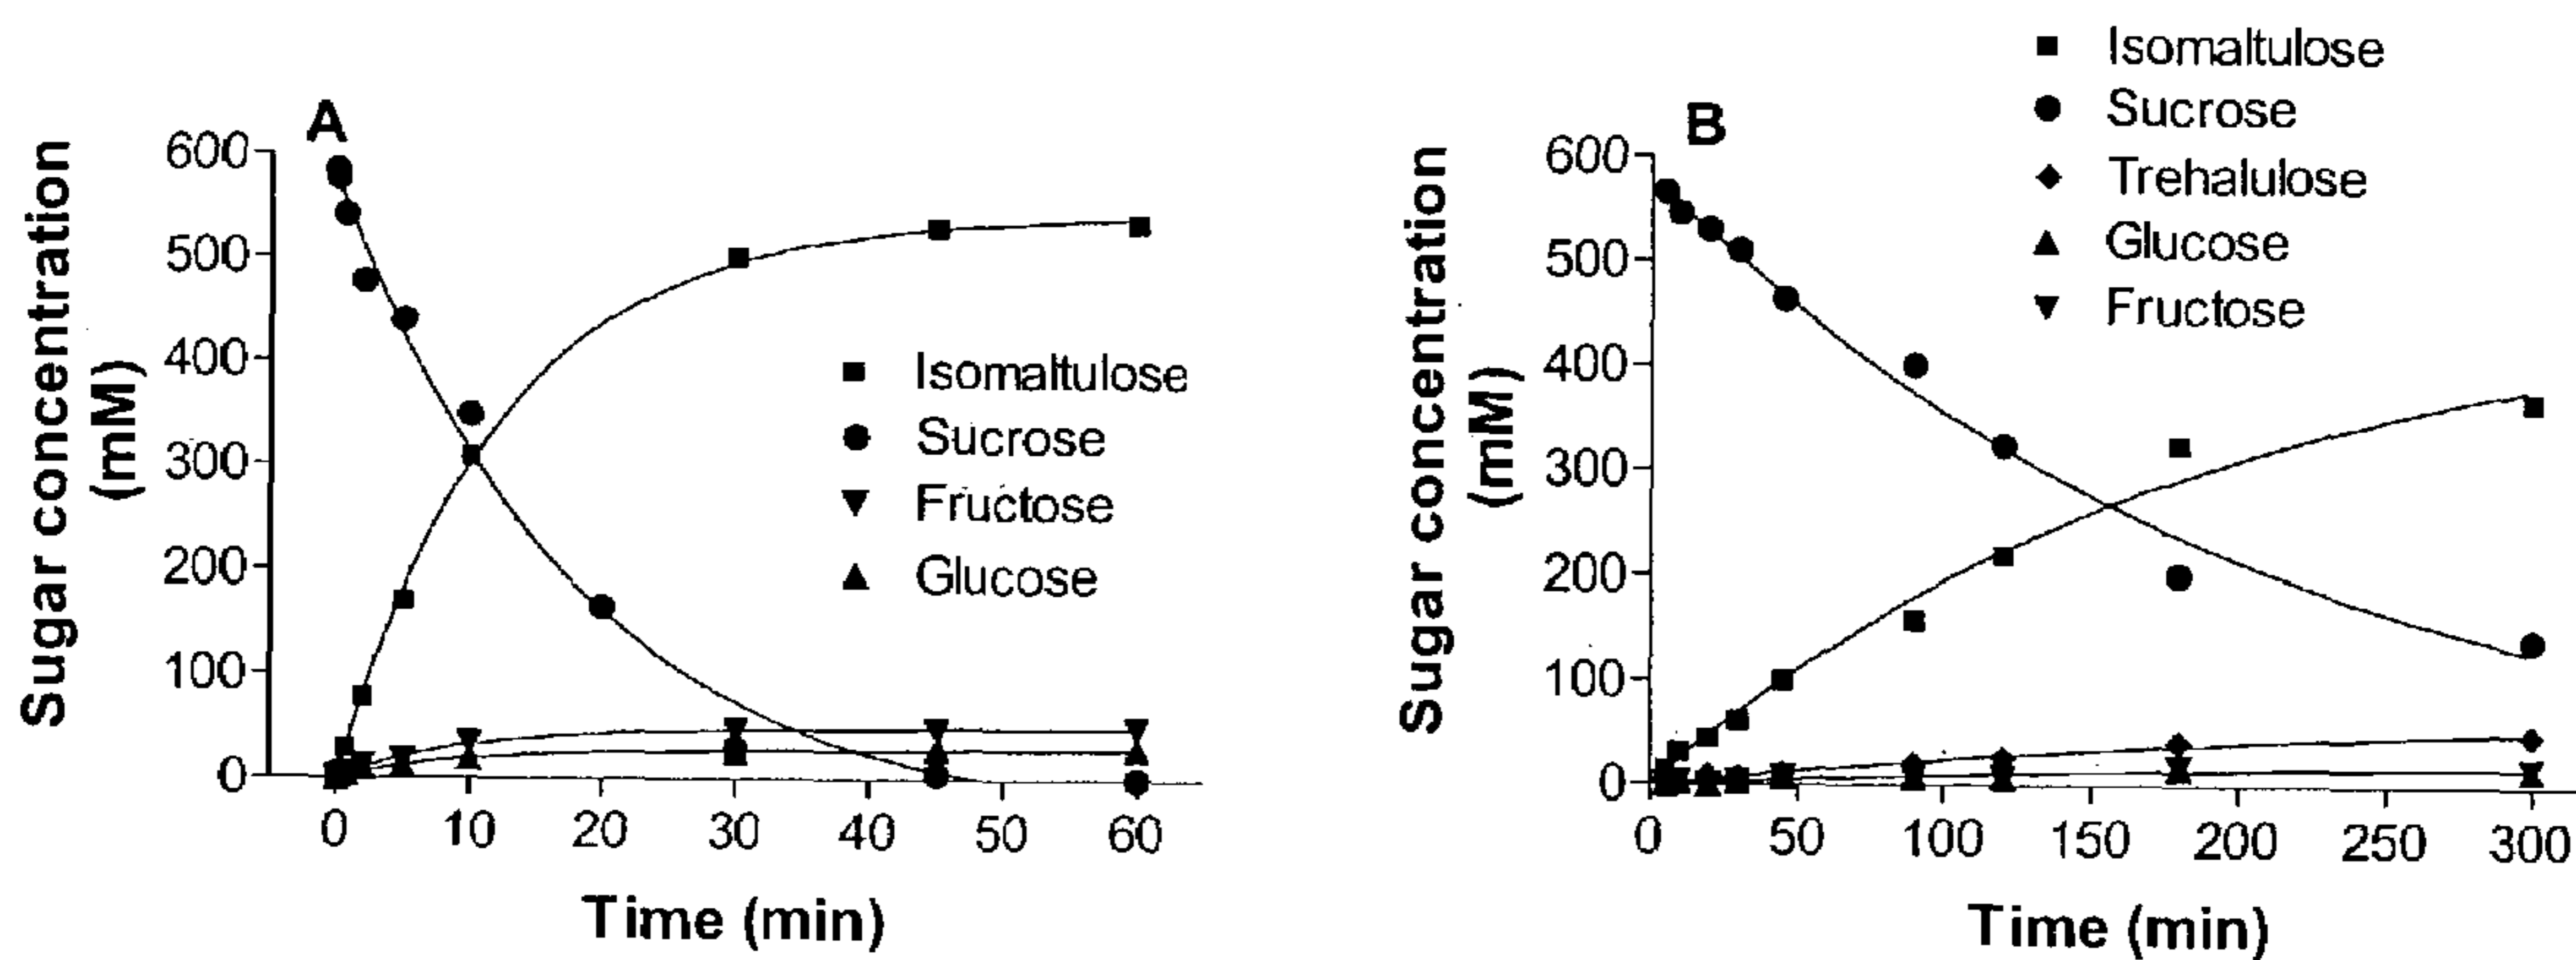 A
600
500
400
300
200
100
0
Sugar concentration
(mM)
Isomaltulose
Sucrose
Fructose
Glucose
0 10 20 30 40 50 60
Time (min)
B
Isomaltulose
Sucrose
Trehalulose
Glucose
Fructose
600
500
400
300
200
100
0
Sugar concentration
(mM)
0 50 100 150 200 250 300
Time (min)